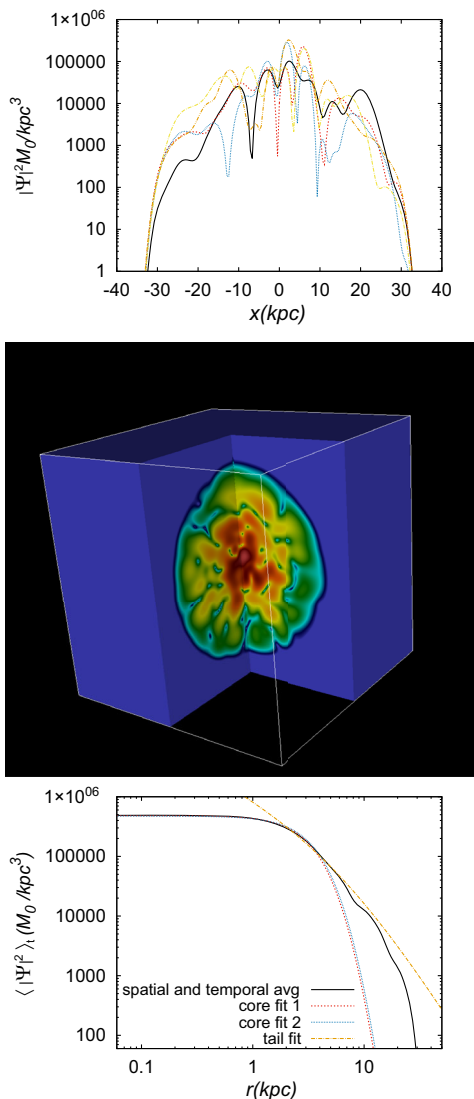 1×10⁰⁶
100000
10000
1000
100
10
1
|Ψ|²M₀/kpc³
-40 -30 -20 -10 0 10 20 30 40
x(kpc)
1×10⁰⁶
100000
10000
1000
100
⟨ |Ψ|² ⟩ₜ (M₀ /kpc³)
spatial and temporal avg
core fit 1
core fit 2
tail fit
0.1 1 10
r(kpc)